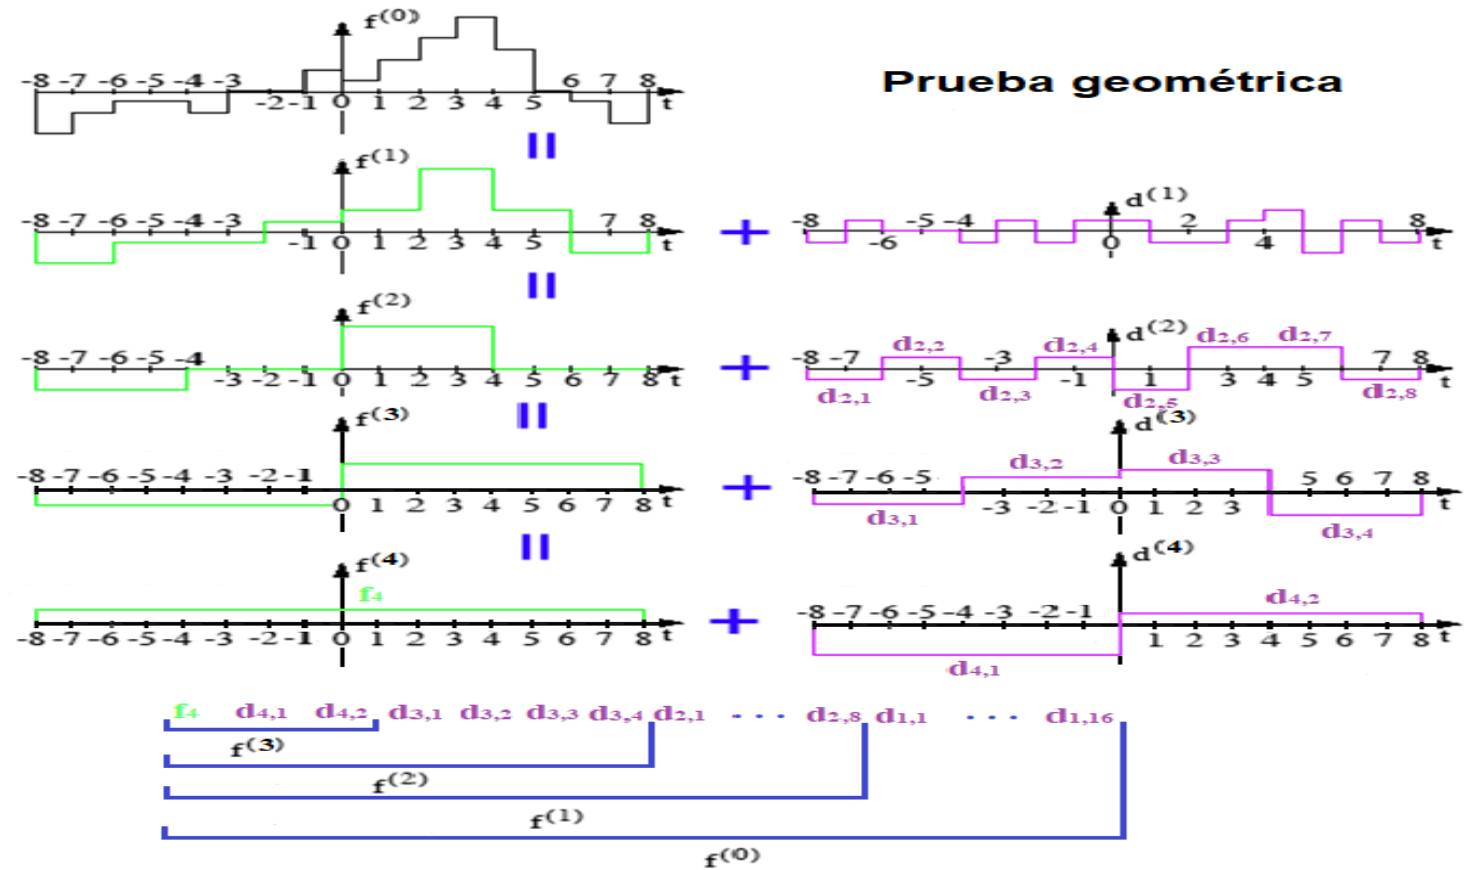 f(0)
-8 -7 -6 -5 -4 -3 6 7 8
-2 -1 0 1 2 3 4 5 t
Prueba geométrica
=
f(1)
-8 -7 -6 -5 -4 -3 7 8
-1 0 1 2 3 4 5 t
+
d(1)
-8 -5 -4 2 8
-6 0 4 t
=
f(2)
-8 -7 -6 -5 -4
-3 -2 -1 0 1 2 3 4 5 6 7 8 t
+
d(2)
d2,2 d2,4 d2,6 d2,7
-8 -7 -3 7 8
-5 -1 1 3 4 5 t
d2,1 d2,3 d2,5 d2,8
=
f(3)
-8 -7 -6 -5 -4 -3 -2 -1
0 1 2 3 4 5 6 7 8 t
+
d(3)
d3,2 d3,3
-8 -7 -6 -5 5 6 7 8
-3 -2 -1 0 1 2 3 t
d3,1 d3,4
=
f(4)
f4
-8 -7 -6 -5 -4 -3 -2 -1 0 1 2 3 4 5 6 7 8 t
+
d(4)
d4,2
-8 -7 -6 -5 -4 -3 -2 -1
1 2 3 4 5 6 7 8 t
d4,1
f4 d4,1 d4,2 d3,1 d3,2 d3,3 d3,4 d2,1 ... d2,8 d1,1 ... d1,16
f(3)
f(2)
f(1)
f(0)